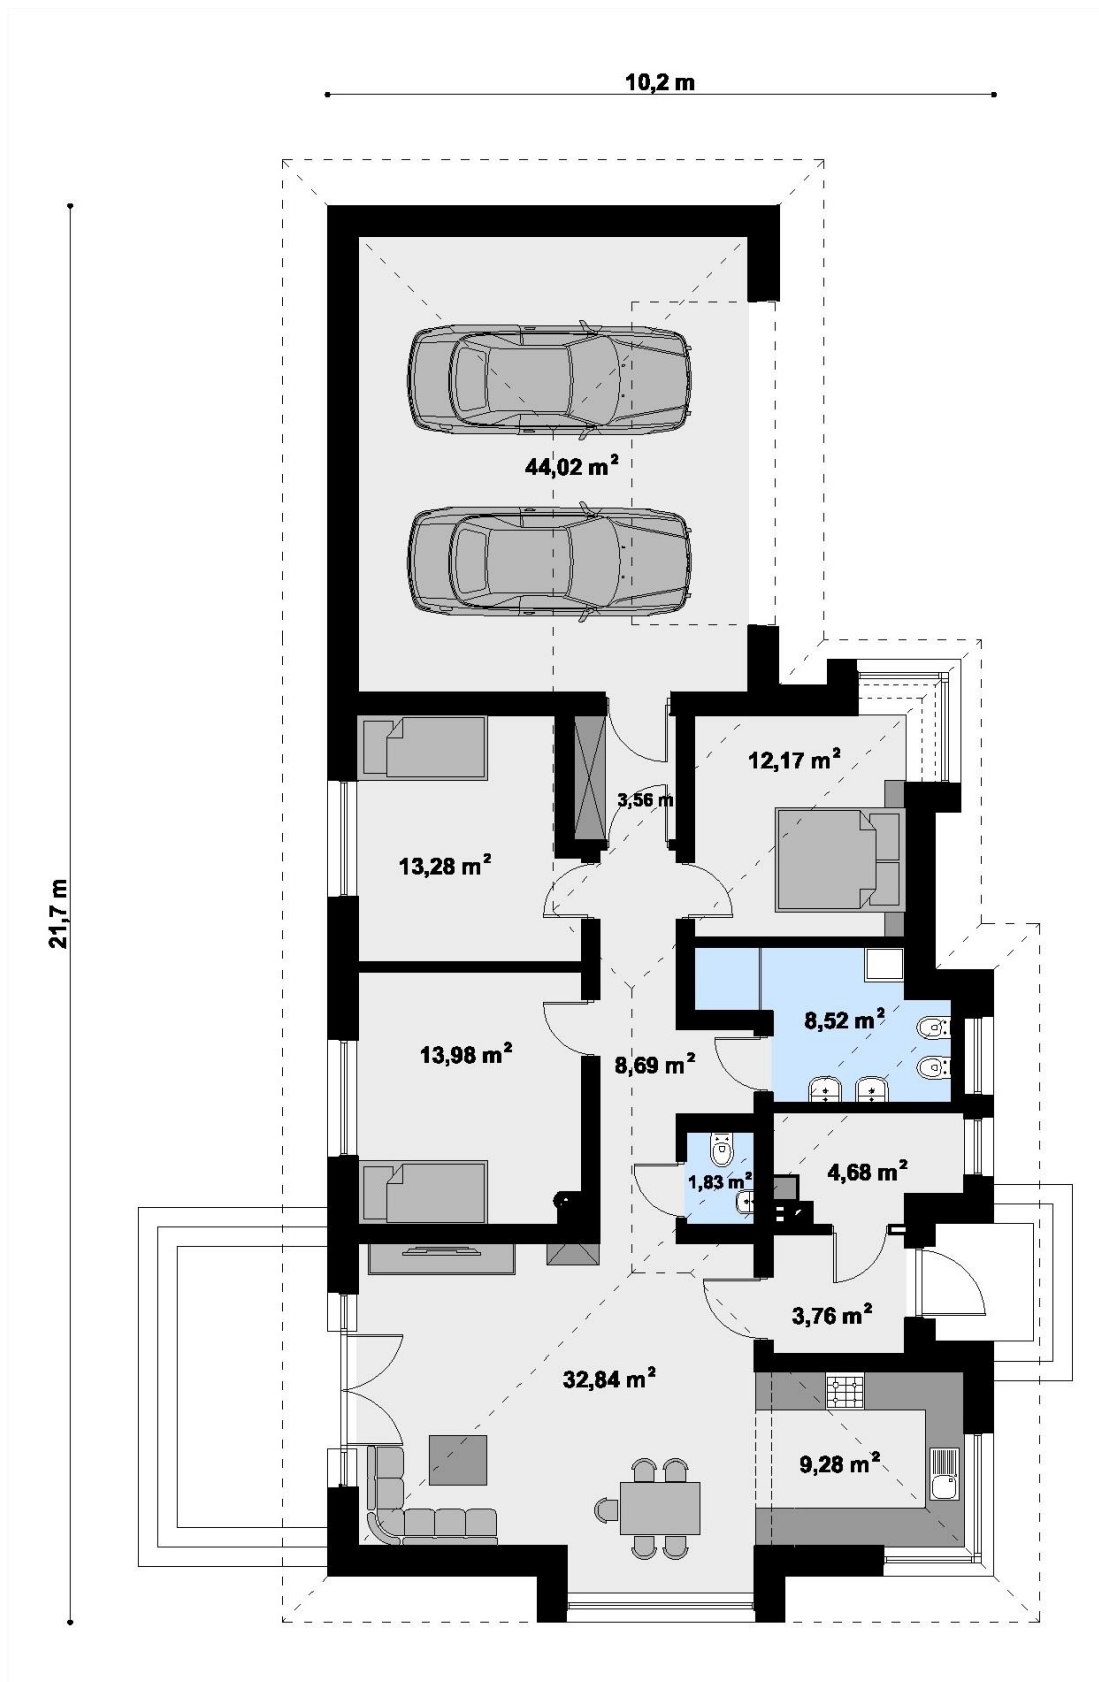 10,2 m
44,02 m²
12,17 m²
3,56 m
13,28 m²
21,7 m
8,52 m²
13,98 m²
8,69 m²
4,68 m²
1,83 m²
3,76 m²
32,84 m²
9,28 m²